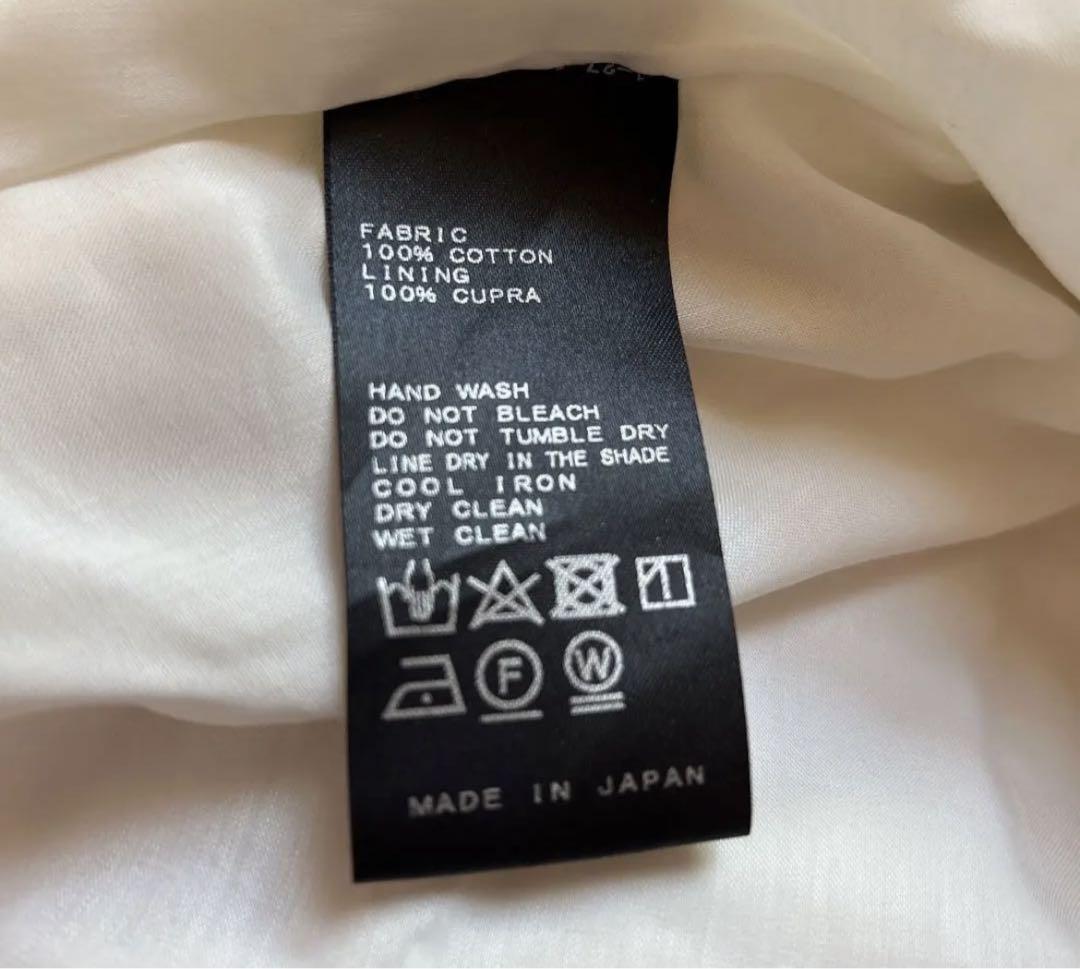 FABRIC
100% COTTON
LINING
100% CUPRA
HAND WASH
DO NOT BLEACH
DO NOT TUMBLE DRY
LINE DRY IN THE SHADE
COOL IRON
DRY CLEAN
WET CLEAN
F W
MADE IN JAPAN